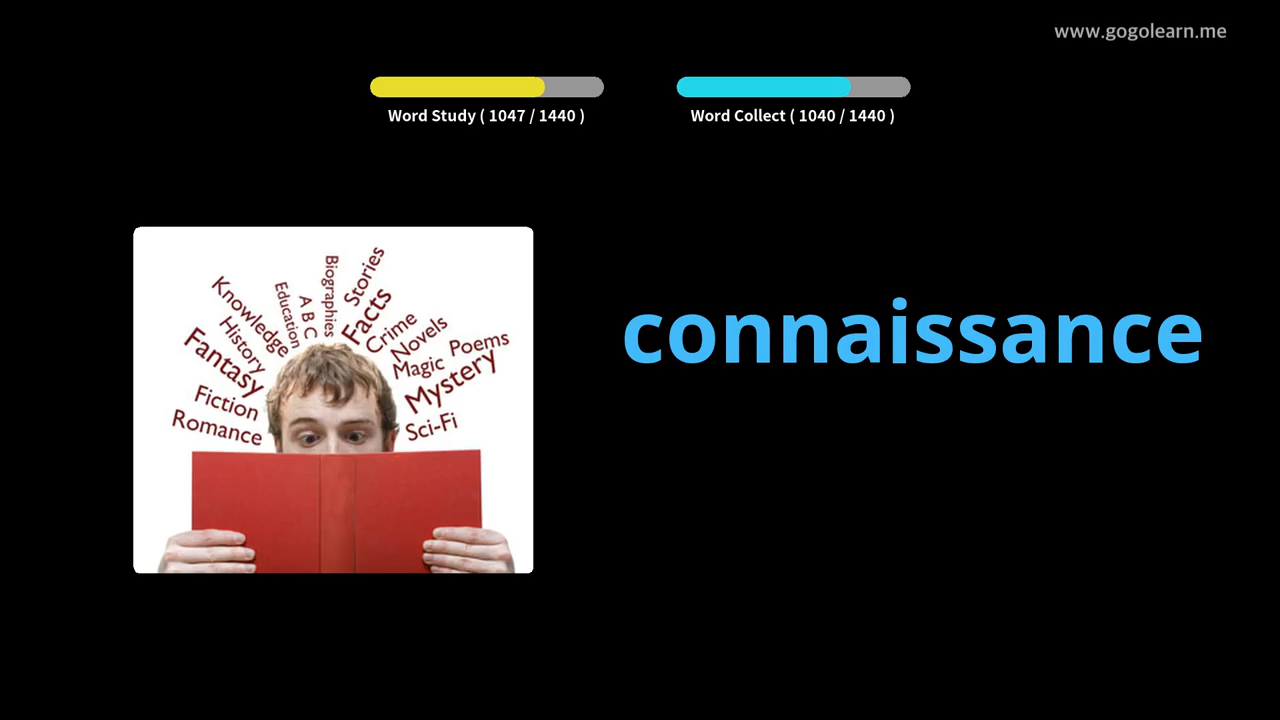 www.gogolearn.me
Word Study ( 1047 / 1440 )
Word Collect ( 1040 / 1440 )
connaissance
Romance
Fiction
Fantasy
History
Knowledge
Education
A B C
Biographies
Stories
Facts
Crime
Novels
Magic
Poems
Mystery
Sci-Fi